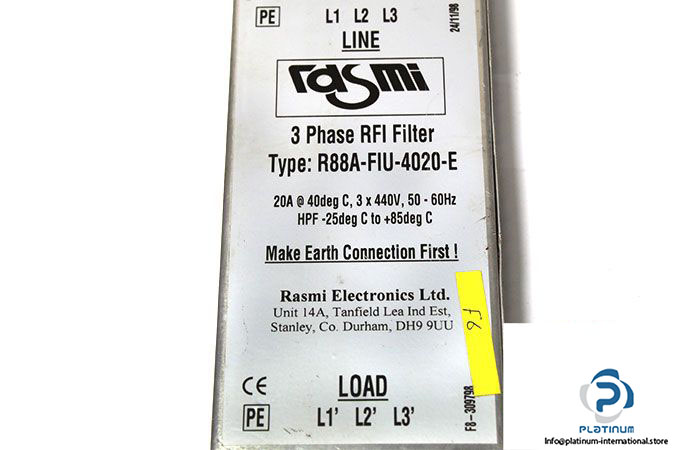 PE L1 L2 L3
LINE
24/11/98
rasmi
3 Phase RFI Filter
Type: R88A-FIU-4020-E
20A @ 40deg C, 3 x 440V, 50 - 60Hz
HPF -25deg C to +85deg C
Make Earth Connection First !
Rasmi Electronics Ltd.
Unit 14A, Tanfield Lea Ind Est,
Stanley, Co. Durham, DH9 9UU
F6
CE LOAD
PE L1' L2' L3'
F8-309798
PLATINUM
Info@platinum-international.store